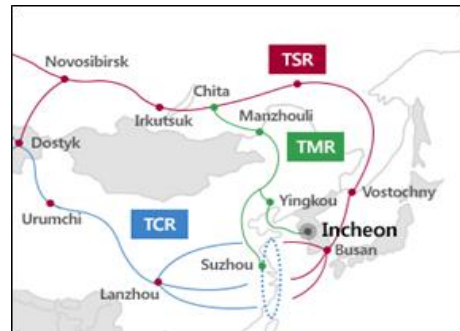 Novosibirsk
TSR
Chita
Irkutsuk
Manzhouli
Dostyk
TMR
Yingkou
Vostochny
Urumchi
TCR
Incheon
Busan
Suzhou
Lanzhou